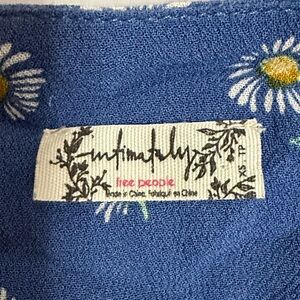 intimately
free people
Made in China, Fabriqué en Chine
XS TP